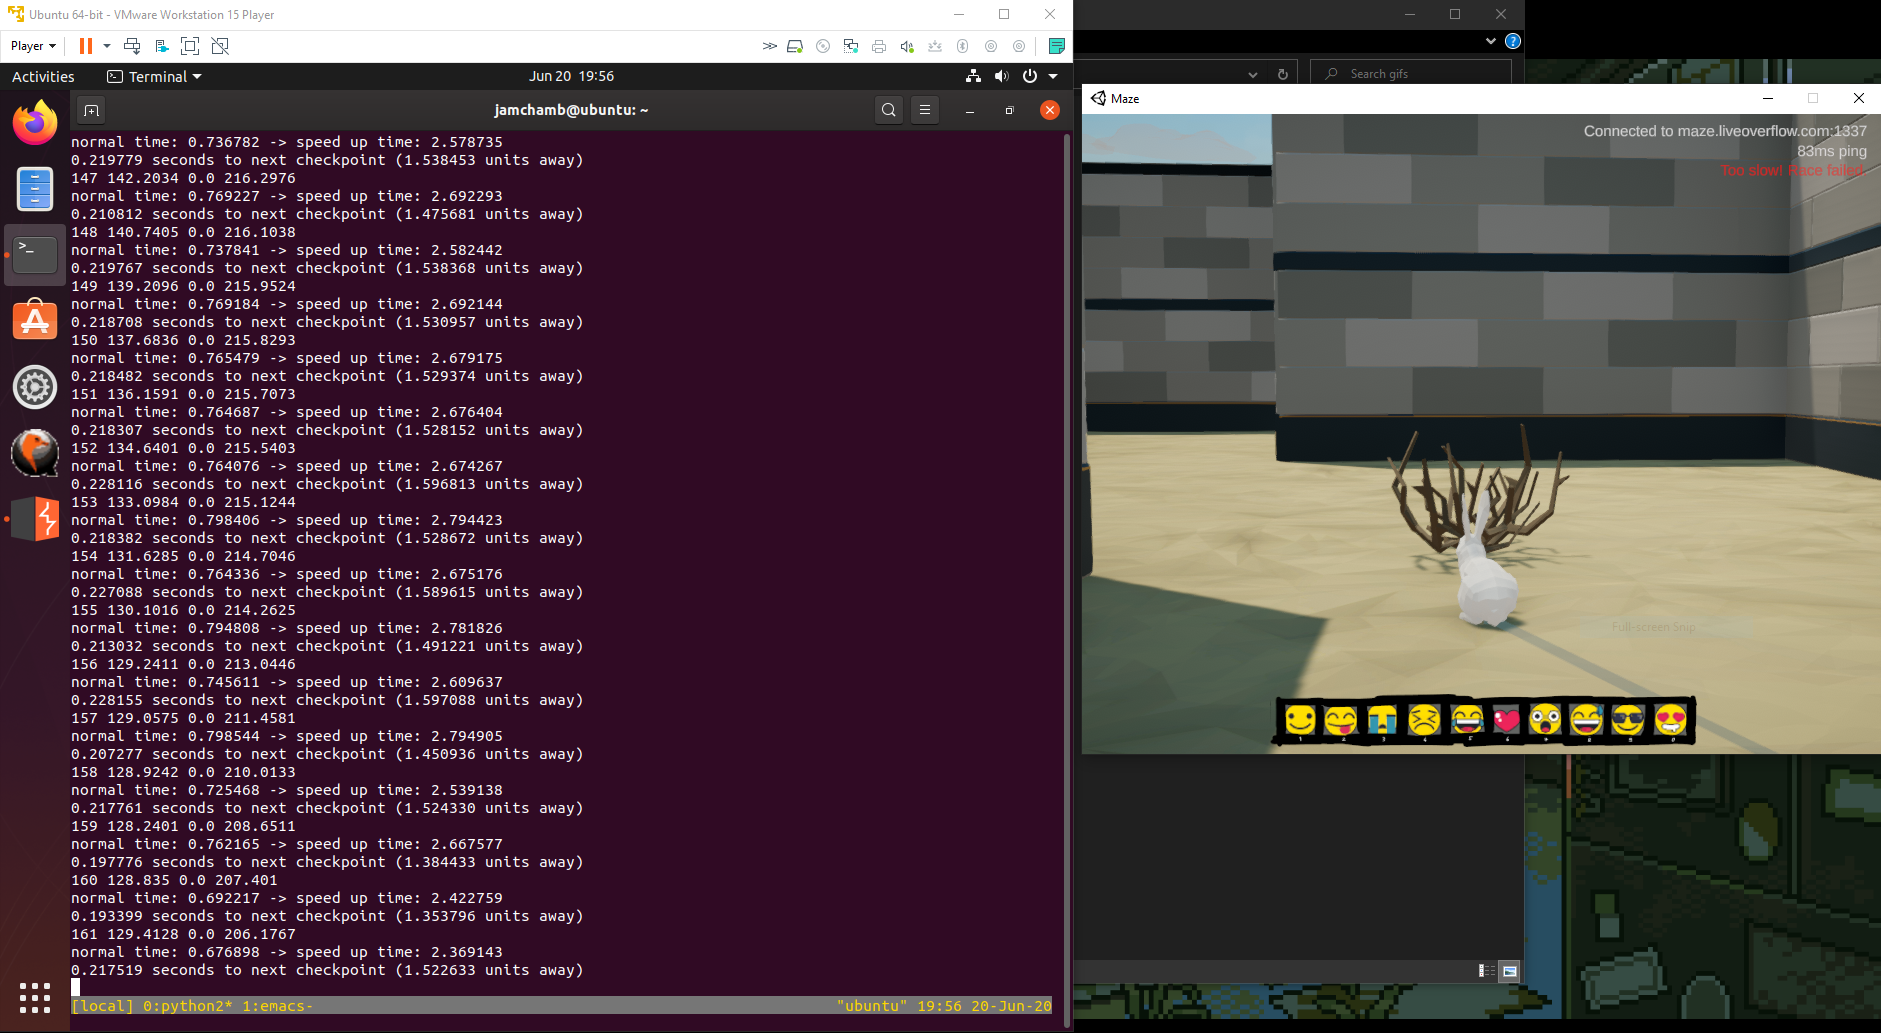 Ubuntu 64-bit - VMware Workstation 15 Player
Player
Activities
Terminal
Jun 20 19:56
jamchamb@ubuntu: ~
normal time: 0.736782 -> speed up time: 2.578735
0.219779 seconds to next checkpoint (1.538453 units away)
147 142.2034 0.0 216.2976
normal time: 0.769227 -> speed up time: 2.692293
0.210812 seconds to next checkpoint (1.475681 units away)
148 140.7405 0.0 216.1038
normal time: 0.737841 -> speed up time: 2.582442
0.219767 seconds to next checkpoint (1.538368 units away)
149 139.2096 0.0 215.9524
normal time: 0.769184 -> speed up time: 2.692144
0.218708 seconds to next checkpoint (1.530957 units away)
150 137.6836 0.0 215.8293
normal time: 0.765479 -> speed up time: 2.679175
0.218482 seconds to next checkpoint (1.529374 units away)
151 136.1591 0.0 215.7073
normal time: 0.764687 -> speed up time: 2.676404
0.218307 seconds to next checkpoint (1.528152 units away)
152 134.6401 0.0 215.5403
normal time: 0.764076 -> speed up time: 2.674267
0.228116 seconds to next checkpoint (1.596813 units away)
153 133.0984 0.0 215.1244
normal time: 0.798406 -> speed up time: 2.794423
0.218382 seconds to next checkpoint (1.528672 units away)
154 131.6285 0.0 214.7046
normal time: 0.764336 -> speed up time: 2.675176
0.227088 seconds to next checkpoint (1.589615 units away)
155 130.1016 0.0 214.2625
normal time: 0.794808 -> speed up time: 2.781826
0.213032 seconds to next checkpoint (1.491221 units away)
156 129.2411 0.0 213.0446
normal time: 0.745611 -> speed up time: 2.609637
0.228155 seconds to next checkpoint (1.597088 units away)
157 129.0575 0.0 211.4581
normal time: 0.798544 -> speed up time: 2.794905
0.207277 seconds to next checkpoint (1.450936 units away)
158 128.9242 0.0 210.0133
normal time: 0.725468 -> speed up time: 2.539138
0.217761 seconds to next checkpoint (1.524330 units away)
159 128.2401 0.0 208.6511
normal time: 0.762165 -> speed up time: 2.667577
0.197776 seconds to next checkpoint (1.384433 units away)
160 128.835 0.0 207.401
normal time: 0.692217 -> speed up time: 2.422759
0.193399 seconds to next checkpoint (1.353796 units away)
161 129.4128 0.0 206.1767
normal time: 0.676898 -> speed up time: 2.369143
0.217519 seconds to next checkpoint (1.522633 units away)
[local] 0:python2* 1:emacs- "ubuntu" 19:56 20-Jun-20
Search gifs
Maze
Connected to maze.liveoverflow.com:1337
83ms ping
Too slow! Race failed.
Full-screen Snip